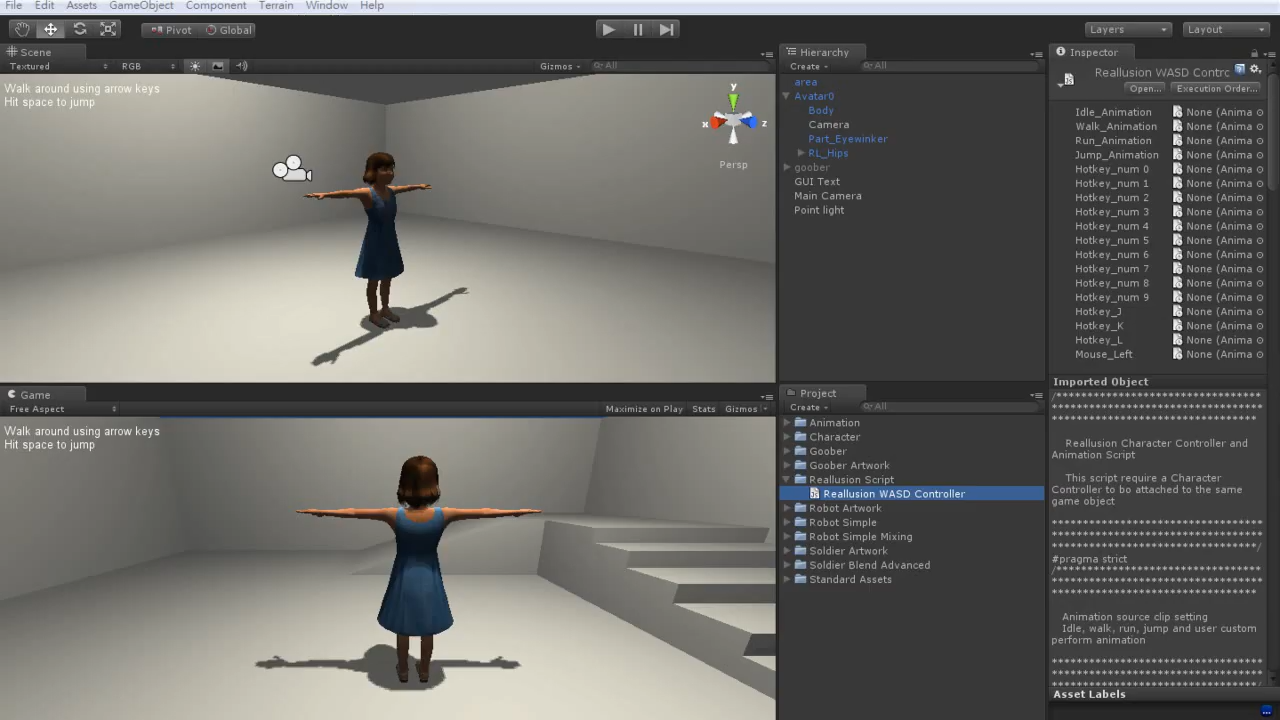 File Edit Assets GameObject Component Terrain Window Help
Pivot Global Layers Layout
Scene
Textured RGB Gizmos All
Walk around using arrow keys
Hit space to jump
y
x z
Persp
Game
Free Aspect Maximize on Play Stats Gizmos
Walk around using arrow keys
Hit space to jump
Hierarchy
Create All
area
Avatar0
Body
Camera
Part_Eyewinker
RL_Hips
goober
GUI Text
Main Camera
Point light
Project
Create All
Animation
Character
Goober
Goober Artwork
Reallusion Script
Reallusion WASD Controller
Robot Artwork
Robot Simple
Robot Simple Mixing
Soldier Artwork
Soldier Blend Advanced
Standard Assets
Inspector
Reallusion WASD Contrc
Open... Execution Order...
Idle_Animation None (Anima
Walk_Animation None (Anima
Run_Animation None (Anima
Jump_Animation None (Anima
Hotkey_num 0 None (Anima
Hotkey_num 1 None (Anima
Hotkey_num 2 None (Anima
Hotkey_num 3 None (Anima
Hotkey_num 4 None (Anima
Hotkey_num 5 None (Anima
Hotkey_num 6 None (Anima
Hotkey_num 7 None (Anima
Hotkey_num 8 None (Anima
Hotkey_num 9 None (Anima
Hotkey_J None (Anima
Hotkey_K None (Anima
Hotkey_L None (Anima
Mouse_Left None (Anima
Imported Object
Reallusion Character Controller and
Animation Script
This script require a Character
Controller to be attached to the same
game object
#pragma strict
Animation source clip setting
Idle, walk, run, jump and user custom
perform animation
Asset Labels